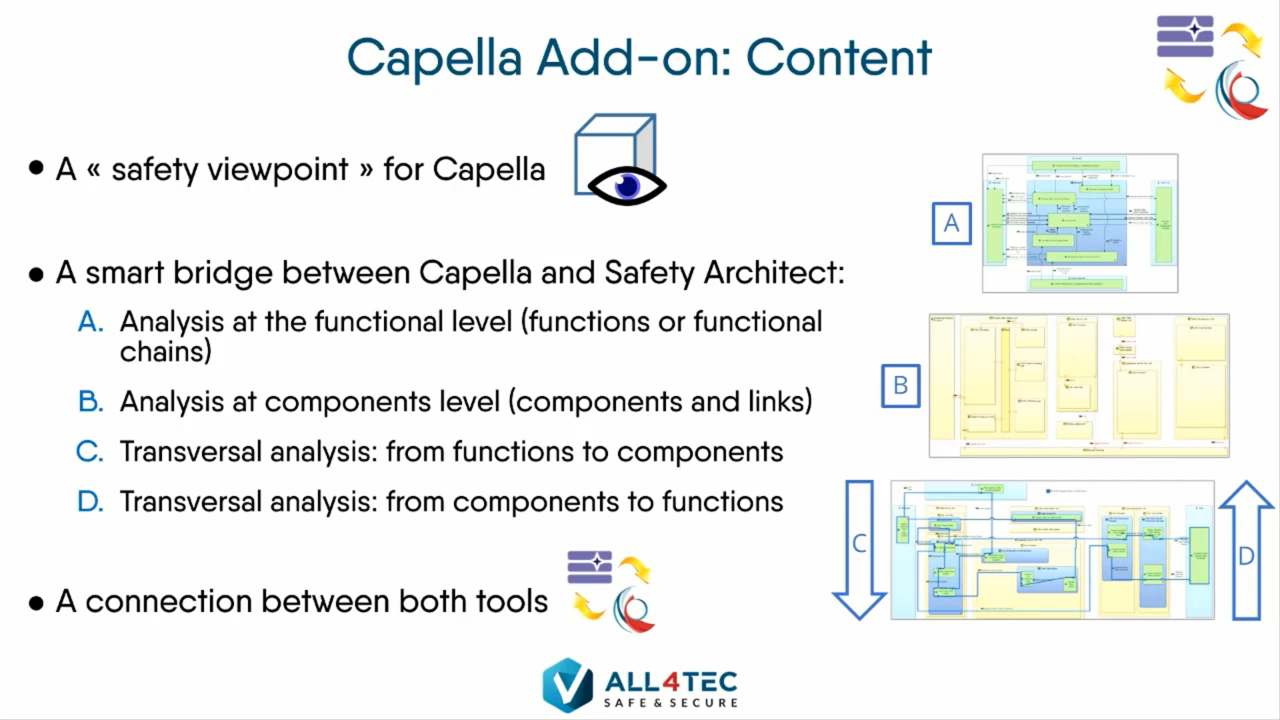 Capella Add-on: Content
• A « safety viewpoint » for Capella
• A smart bridge between Capella and Safety Architect:
A. Analysis at the functional level (functions or functional
chains)
B. Analysis at components level (components and links)
C. Transversal analysis: from functions to components
D. Transversal analysis: from components to functions
• A connection between both tools
A
B
C
D
ALL4TEC
SAFE & SECURE